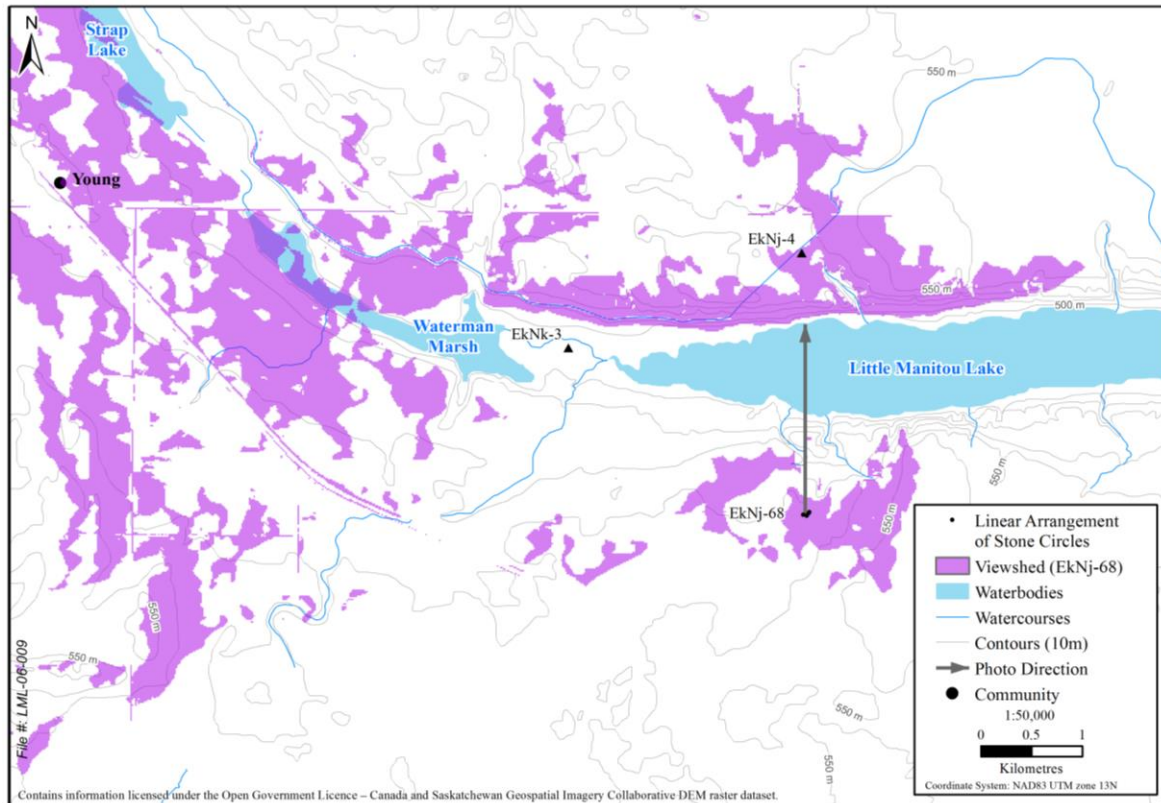 N
Strap
Lake
Young
550 m
EkNj-4
550 m
500 m
EkNk-3
Waterman
Marsh
Little Manitou Lake
EkNj-68
550 m
550 m
550 m
550 m
550 m
550 m
Linear Arrangement
of Stone Circles
Viewshed (EkNj-68)
Waterbodies
Watercourses
Contours (10m)
Photo Direction
Community
1:50,000
0 0.5 1
Kilometres
Coordinate System: NAD83 UTM zone 13N
File #: LML-06-009
Contains information licensed under the Open Government Licence – Canada and Saskatchewan Geospatial Imagery Collaborative DEM raster dataset.